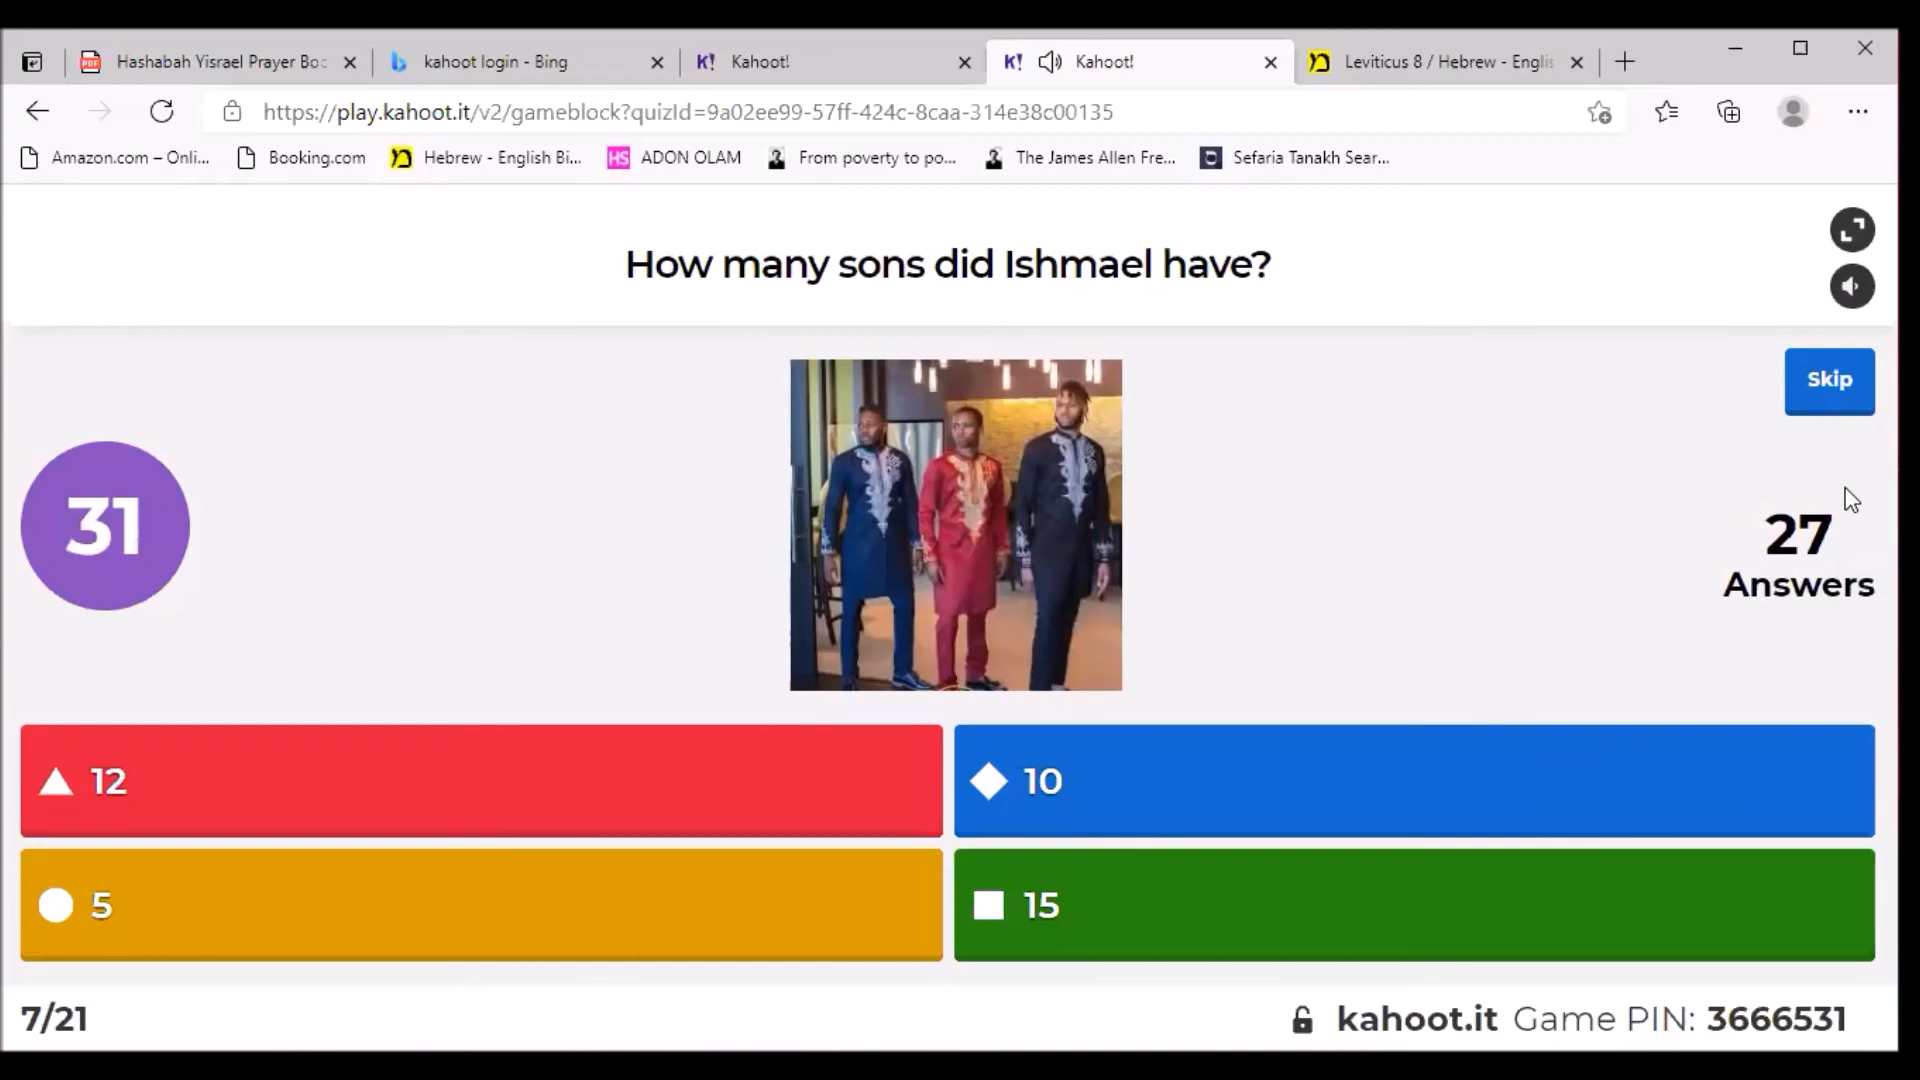 Hashabah Yisrael Prayer Boo
kahoot login - Bing
K! Kahoot!
K! Kahoot!
Leviticus 8 / Hebrew - Englis
https://play.kahoot.it/v2/gameblock?quizId=9a02ee99-57ff-424c-8caa-314e38c00135
Amazon.com – Onli...
Booking.com
Hebrew - English Bi...
HS ADON OLAM
From poverty to po...
The James Allen Fre...
Sefaria Tanakh Sear...
How many sons did Ishmael have?
Skip
31
27
Answers
12
10
5
15
7/21
kahoot.it Game PIN: 3666531